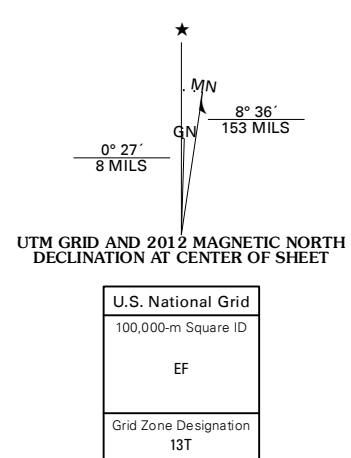 ★
MN
GN
8° 36´
153 MILS
0° 27´
8 MILS
UTM GRID AND 2012 MAGNETIC NORTH
DECLINATION AT CENTER OF SHEET
U.S. National Grid
100,000-m Square ID
EF
Grid Zone Designation
13T